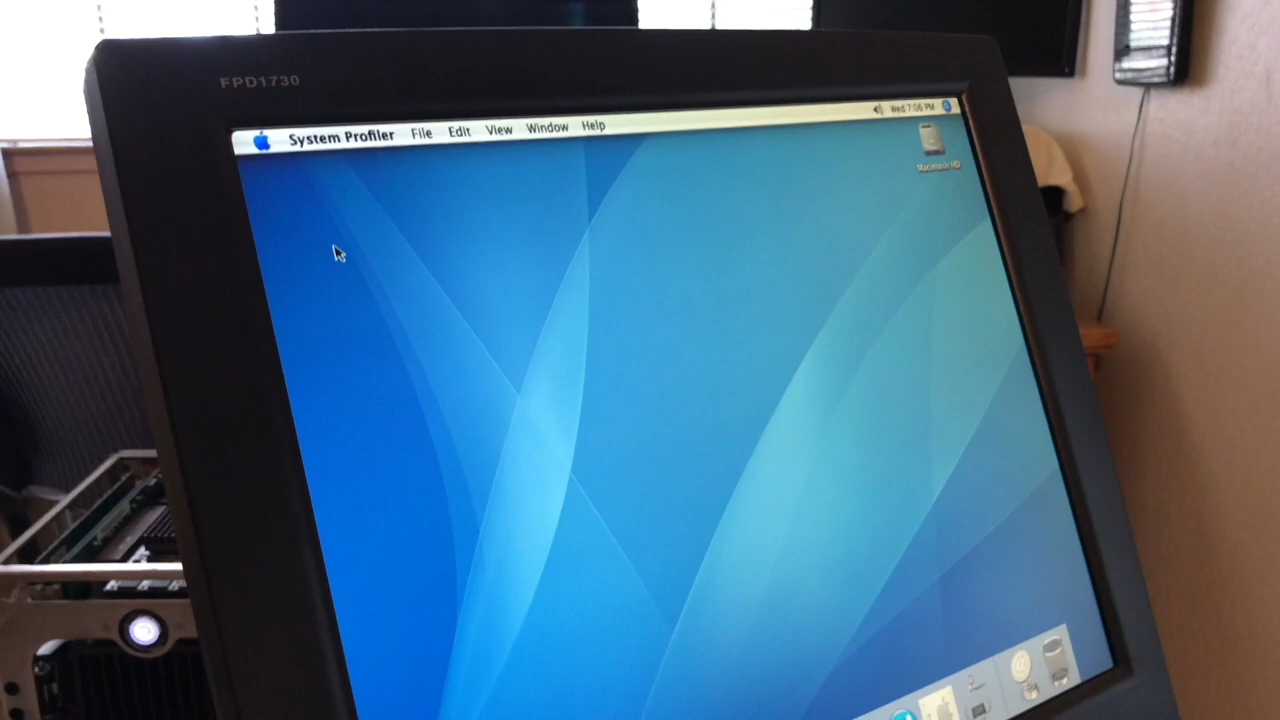 FPD1730
System Profiler File Edit View Window Help Wed 7:06 PM
Macintosh HD